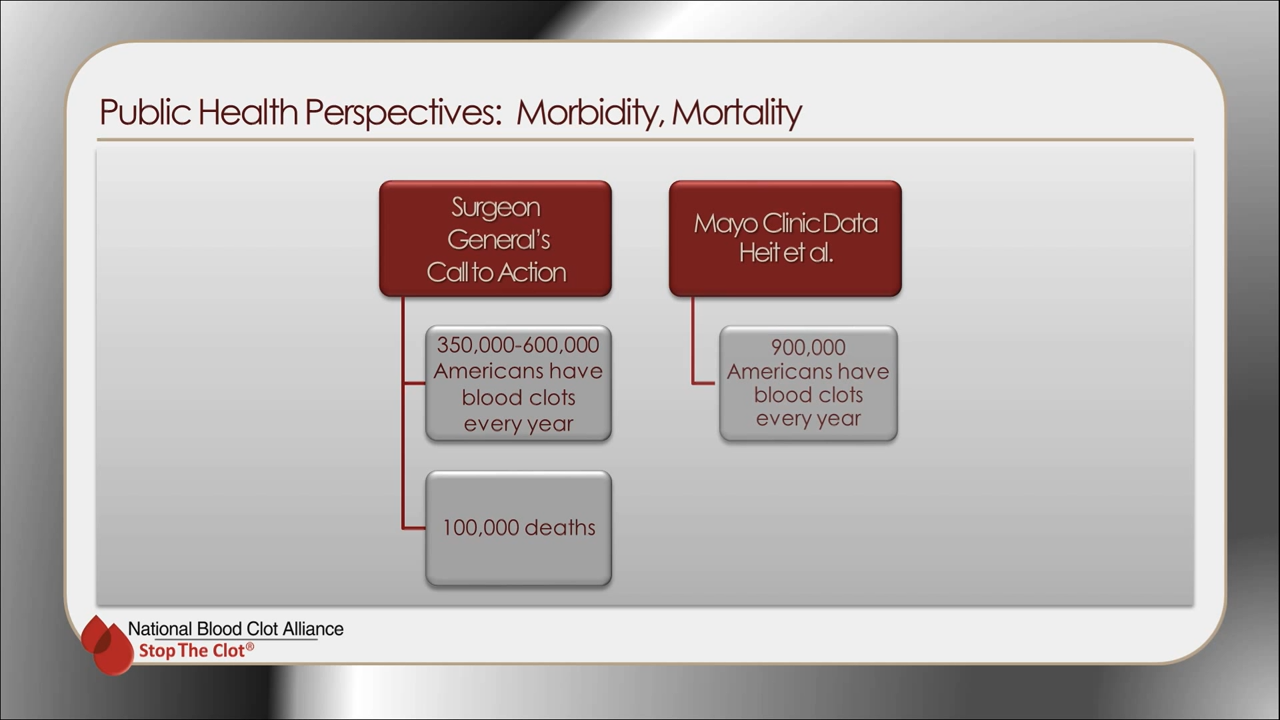 Public Health Perspectives: Morbidity, Mortality
Surgeon
General’s
Call to Action
350,000-600,000
Americans have
blood clots
every year
100,000 deaths
Mayo Clinic Data
Heit et al.
900,000
Americans have
blood clots
every year
National Blood Clot Alliance
Stop The Clot®